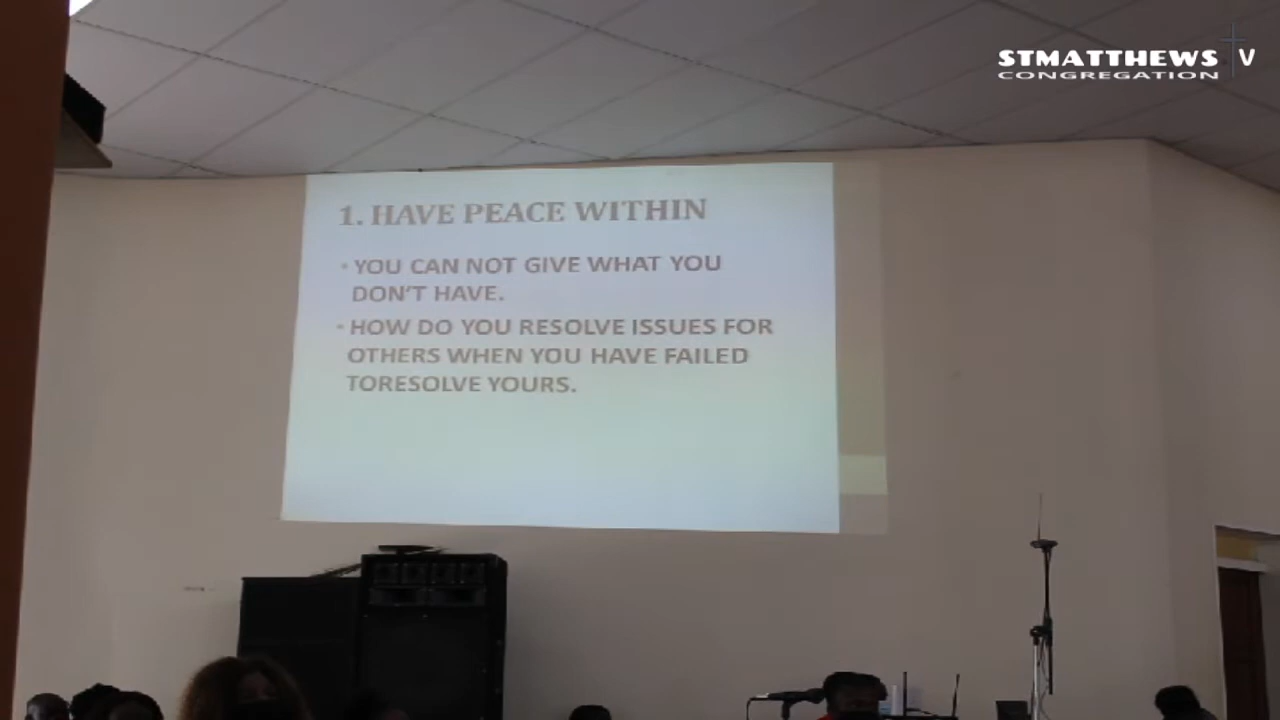 STMATTHEWS V
CONGREGATION
1. HAVE PEACE WITHIN
• YOU CAN NOT GIVE WHAT YOU
DON'T HAVE.
• HOW DO YOU RESOLVE ISSUES FOR
OTHERS WHEN YOU HAVE FAILED
TORESOLVE YOURS.